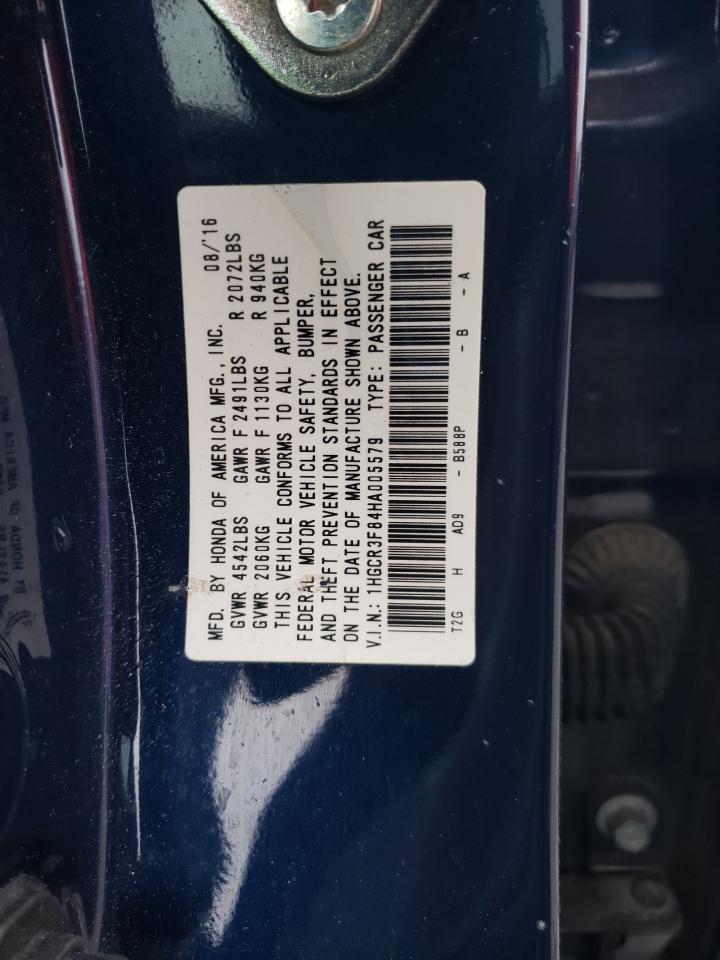 MFD. BY HONDA OF AMERICA MFG., INC. 08/'16
GVWR 4542LBS GAWR F 2491LBS R 2072LBS
GVWR 2060KG GAWR F 1130KG R 940KG
THIS VEHICLE CONFORMS TO ALL APPLICABLE
FEDERAL MOTOR VEHICLE SAFETY, BUMPER,
AND THEFT PREVENTION STANDARDS IN EFFECT
ON THE DATE OF MANUFACTURE SHOWN ABOVE.
V.I.N.: 1HGCR3F84HA005579 TYPE: PASSENGER CAR
T2G H AD9 - B588P - B - A